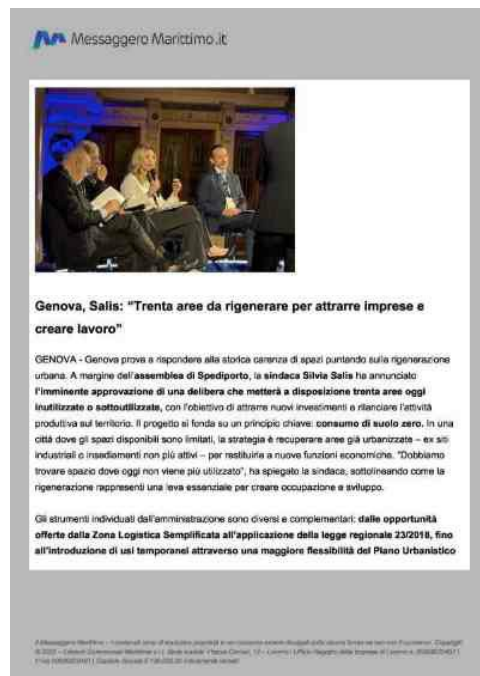 Messaggero Marittimo.it
Genova, Salis: "Trenta aree da rigenerare per attrarre imprese e
creare lavoro"
GENOVA - Genova prova a rispondere alla storica carenza di spazi puntando sulla rigenerazione
urbana. A margine dell'assemblea di Spediporto, la sindaca Silvia Salis ha annunciato
l'imminente approvazione di una delibera che metterà a disposizione trenta aree oggi
inutilizzate o sottoutilizzate, con l'obiettivo di attrarre nuovi investimenti e rilanciare l'attività
produttiva sul territorio. Il progetto si fonda su un principio chiave: consumo di suolo zero. In una
città dove gli spazi disponibili sono limitati, la strategia è recuperare aree già urbanizzate – ex siti
industriali o insediamenti non più attivi – per restituirle a nuove funzioni economiche. "Dobbiamo
trovare spazio dove oggi non viene più utilizzato", ha spiegato la sindaca, sottolineando come la
rigenerazione rappresenti una leva essenziale per creare occupazione e sviluppo.
Gli strumenti individuati dall'amministrazione sono diversi e complementari: dalle opportunità
offerte dalla Zona Logistica Semplificata all'applicazione della legge regionale 23/2018, fino
all'introduzione di usi temporanei attraverso una maggiore flessibilità del Piano Urbanistico